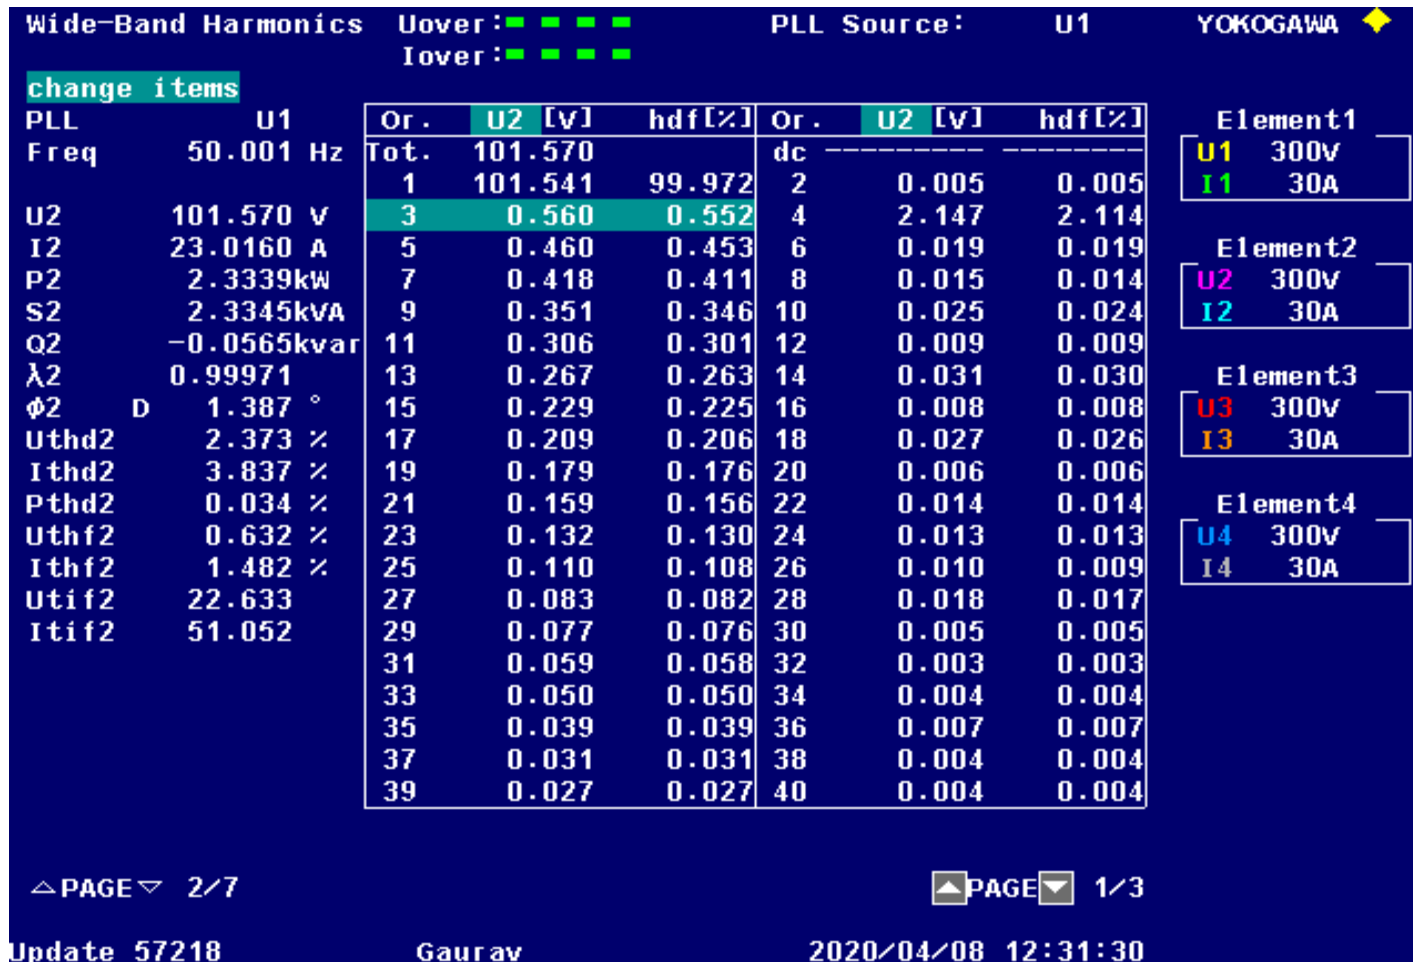 Wide-Band Harmonics Uover: PLL Source: U1 YOKOGAWA
Iover:
change items
PLL U1 Or. U2 [V] hdf[%] Or. U2 [V] hdf[%] Element1
Freq 50.001 Hz Tot. 101.570 dc --------- -------- U1 300V
1 101.541 99.972 2 0.005 0.005 I1 30A
U2 101.570 V 3 0.560 0.552 4 2.147 2.114
I2 23.0160 A 5 0.460 0.453 6 0.019 0.019 Element2
P2 2.3339kW 7 0.418 0.411 8 0.015 0.014 U2 300V
S2 2.3345kVA 9 0.351 0.346 10 0.025 0.024 I2 30A
Q2 -0.0565kvar 11 0.306 0.301 12 0.009 0.009
λ2 0.99971 13 0.267 0.263 14 0.031 0.030 Element3
ϕ2 D 1.387 ° 15 0.229 0.225 16 0.008 0.008 U3 300V
Uthd2 2.373 % 17 0.209 0.206 18 0.027 0.026 I3 30A
Ithd2 3.837 % 19 0.179 0.176 20 0.006 0.006
Pthd2 0.034 % 21 0.159 0.156 22 0.014 0.014 Element4
Uthf2 0.632 % 23 0.132 0.130 24 0.013 0.013 U4 300V
Ithf2 1.482 % 25 0.110 0.108 26 0.010 0.009 I4 30A
Utif2 22.633 27 0.083 0.082 28 0.018 0.017
Itif2 51.052 29 0.077 0.076 30 0.005 0.005
31 0.059 0.058 32 0.003 0.003
33 0.050 0.050 34 0.004 0.004
35 0.039 0.039 36 0.007 0.007
37 0.031 0.031 38 0.004 0.004
39 0.027 0.027 40 0.004 0.004
△PAGE▽ 2/7 ▲PAGE▼ 1/3
Update 57218 Gaurav 2020/04/08 12:31:30